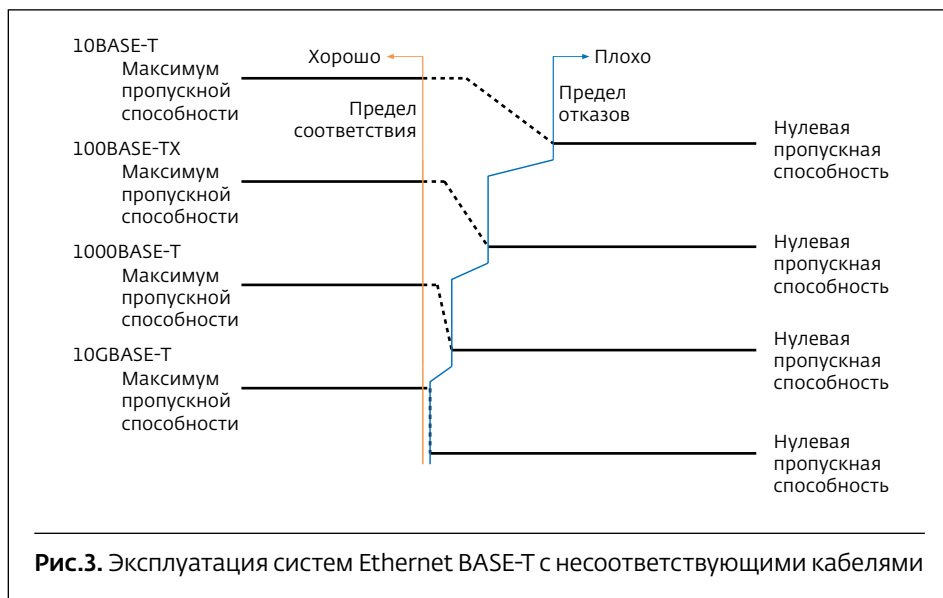 10BASE-T
Максимум
пропускной
способности
Хорошо
Плохо
Предел
соответствия
Предел
отказов
Нулевая
пропускная
способность
100BASE-TX
Максимум
пропускной
способности
Нулевая
пропускная
способность
1000BASE-T
Максимум
пропускной
способности
Нулевая
пропускная
способность
10GBASE-T
Максимум
пропускной
способности
Нулевая
пропускная
способность
Рис.3. Эксплуатация систем Ethernet BASE-T с несоответствующими кабелями